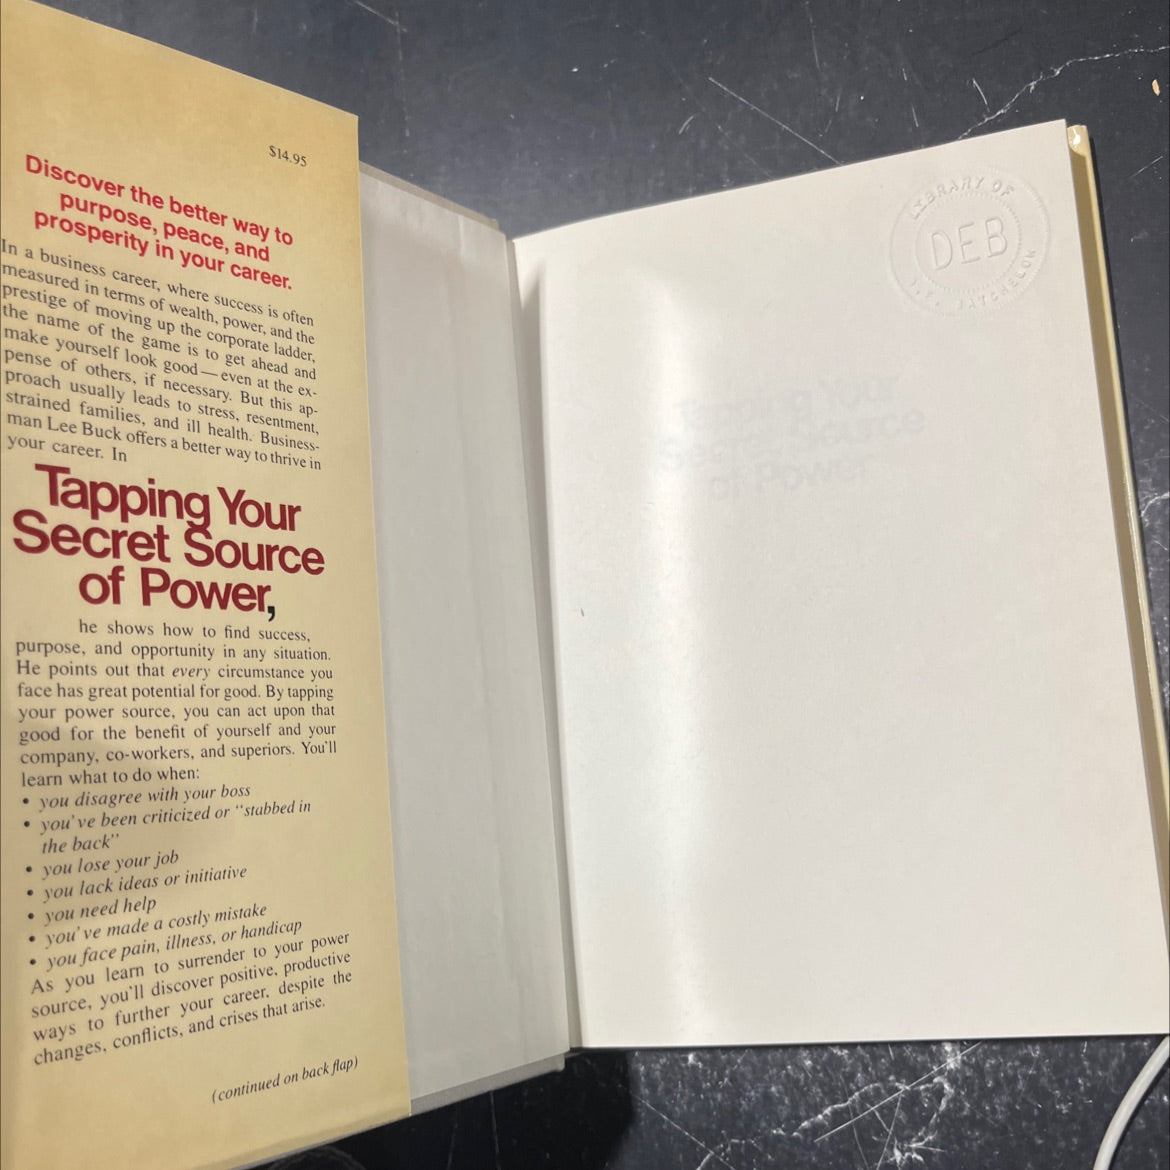 $14.95
Discover the better way to
purpose, peace, and
prosperity in your career.
In a business career, where success is often
measured in terms of wealth, power, and the
prestige of moving up the corporate ladder,
the name of the game is to get ahead and
make yourself look good—even at the ex-
pense of others, if necessary. But this ap-
proach usually leads to stress, resentment,
strained families, and ill health. Business-
man Lee Buck offers a better way to thrive in
your career. In
Tapping Your
Secret Source
of Power,
he shows how to find success,
purpose, and opportunity in any situation.
He points out that every circumstance you
face has great potential for good. By tapping
your power source, you can act upon that
good for the benefit of yourself and your
company, co-workers, and superiors. You'll
learn what to do when:
• you disagree with your boss
• you've been criticized or "stabbed in
the back"
• you lose your job
• you lack ideas or initiative
• you need help
• you've made a costly mistake
• you face pain, illness, or handicap
As you learn to surrender to your power
source, you'll discover positive, productive
ways to further your career, despite the
changes, conflicts, and crises that arise.
(continued on back flap)
LIBRARY OF
DEB
BATCHELOR
Tapping Your
Secret Source
of Power